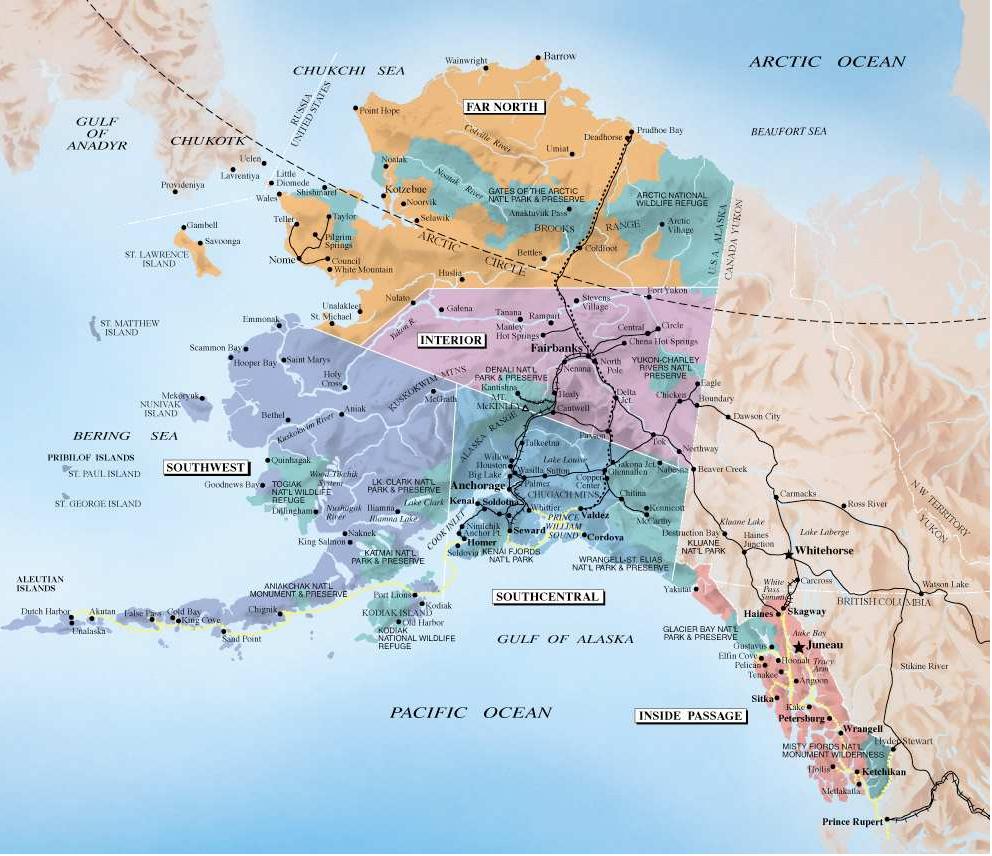 Barrow
Wainwright
ARCTIC OCEAN
CHUKCHI SEA
RUSSIA
UNITED STATES
FAR NORTH
Point Hope
GULF
OF
ANADYR
CHUKOTK
Colville River
Prudhoe Bay
Deadhorse
BEAUFORT SEA
Umiat
Uelen
Lavrentiya
Little
Diomede
Provideniya
Wales
Shishmaref
Noatak
Noatak River
Kotzebue
Noorvik
Selawik
GATES OF THE ARCTIC
NAT'L PARK & PRESERVE
Anaktuvuk Pass
BROOKS
RANGE
ARCTIC NATIONAL
WILDLIFE REFUGE
Arctic
Village
U.S.A. ALASKA
CANADA YUKON
Teller
Taylor
Pilgrim
Springs
Nome
Council
White Mountain
Gambell
Savoonga
ST. LAWRENCE
ISLAND
ARCTIC
CIRCLE
Bettles
Coldfoot
Huslia
Fort Yukon
Nulato
Galena
Stevens
Village
Unalakleet
St. Michael
Emmonak
ST. MATTHEW
ISLAND
Yukon R.
Tanana
Rampart
Manley
Hot Springs
Central
Circle
Chena Hot Springs
INTERIOR
Fairbanks
North
Pole
YUKON-CHARLEY
RIVERS NAT'L
PRESERVE
Scammon Bay
Hooper Bay
Saint Marys
Holy
Cross
KUSKOKWIM MTNS
McGrath
DENALI NAT'L
PARK & PRESERVE
Kantishna
MT.
McKINLEY
Nenana
Healy
Cantwell
Delta
Jct.
Eagle
Chicken
Boundary
Dawson City
Mekoryuk
NUNIVAK
ISLAND
Bethel
Aniak
Kuskokwim River
ALASKA
RANGE
Paxson
Tok
Northway
BERING SEA
PRIBILOF ISLANDS
ST. PAUL ISLAND
ST. GEORGE ISLAND
SOUTHWEST
Quinhagak
Goodnews Bay
TOGIAK
NAT'L WILDLIFE
REFUGE
Dillingham
Wood-Tikchik
System
Nushagak
River
LK. CLARK NAT'L
PARK & PRESERVE
Lake Clark
Iliamna
Iliamna Lake
Talkeetna
Willow
Houston
Big Lake
Wasilla
Sutton
Palmer
Lake Louise
Gakona Jct.
Glennallen
Copper
Center
Nabesna
Beaver Creek
Anchorage
CHUGACH MTNS
Chitina
Kennicott
McCarthy
Kenai
Soldotna
Whittier
PRINCE
WILLIAM
SOUND
Valdez
Cordova
COOK INLET
Ninilchik
Anchor Pt.
Homer
Seldovia
Seward
KENAI FJORDS
NAT'L PARK
WRANGELL-ST. ELIAS
NAT'L PARK & PRESERVE
Naknek
King Salmon
KATMAI NAT'L
PARK & PRESERVE
Carmacks
Ross River
N.W. TERRITORY
YUKON
Destruction Bay
Kluane Lake
KLUANE
NAT'L PARK
Haines
Junction
Lake Laberge
Whitehorse
Carcross
Watson Lake
BRITISH COLUMBIA
White
Pass
Summit
Yakutat
ALEUTIAN
ISLANDS
Dutch Harbor
Akutan
Unalaska
False Pass
Cold Bay
King Cove
Sand Point
ANIAKCHAK NAT'L
MONUMENT & PRESERVE
Chignik
Port Lions
Kodiak
KODIAK ISLAND
Old Harbor
KODIAK
NATIONAL WILDLIFE
REFUGE
SOUTHCENTRAL
GULF OF ALASKA
Haines
Skagway
GLACIER BAY NAT'L
PARK & PRESERVE
Gustavus
Auke Bay
Juneau
Elfin Cove
Pelican
Hoonah
Tenakee
Tracy
Arm
Angoon
Stikine River
PACIFIC OCEAN
INSIDE PASSAGE
Sitka
Kake
Petersburg
Wrangell
MISTY FJORDS NAT'L
MONUMENT WILDERNESS
Hyder
Stewart
Hollis
Ketchikan
Metlakatla
Prince Rupert